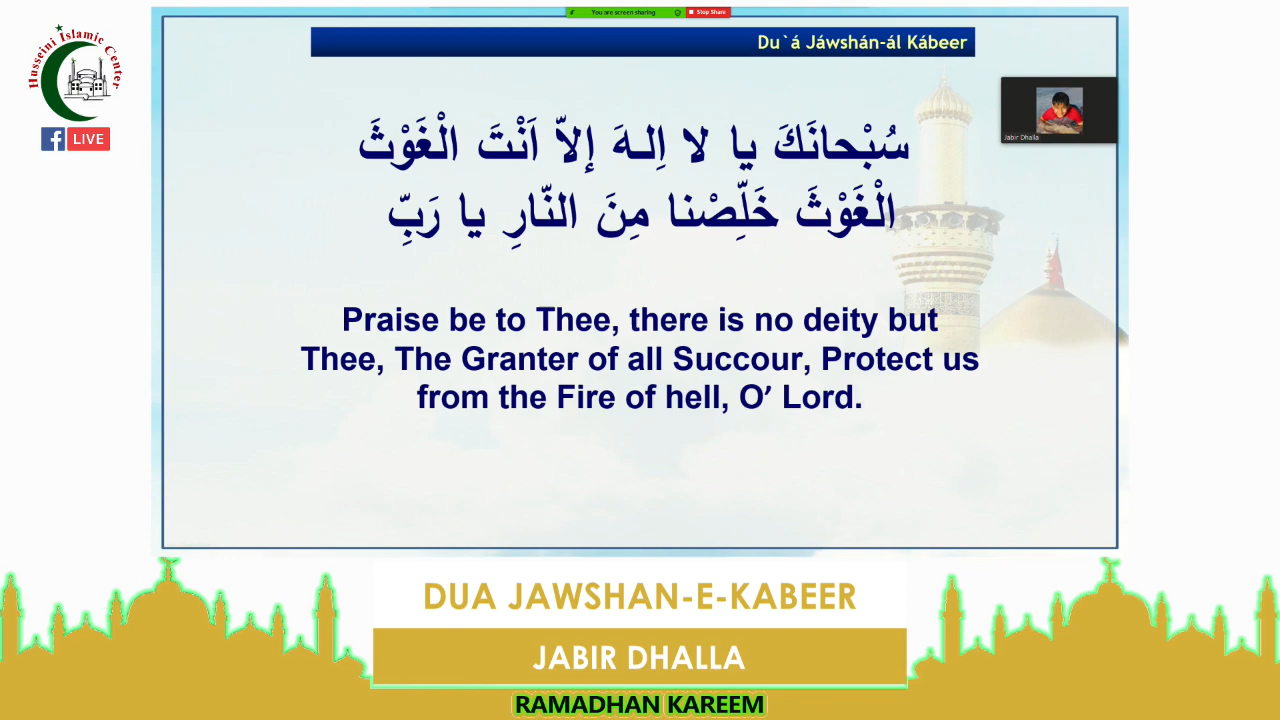 You are screen sharing
Stop Share
Husseini Islamic Center
LIVE
Du`á Jáwshán-ál Kábeer
Jabir Dhalla
سُبْحانَكَ يا لا اِلـهَ إلاّ اَنْتَ الْغَوْثَ
الْغَوْثَ خَلِّصْنا مِنَ النّارِ يا رَبِّ
Praise be to Thee, there is no deity but
Thee, The Granter of all Succour, Protect us
from the Fire of hell, O’ Lord.
DUA JAWSHAN-E-KABEER
JABIR DHALLA
RAMADHAN KAREEM